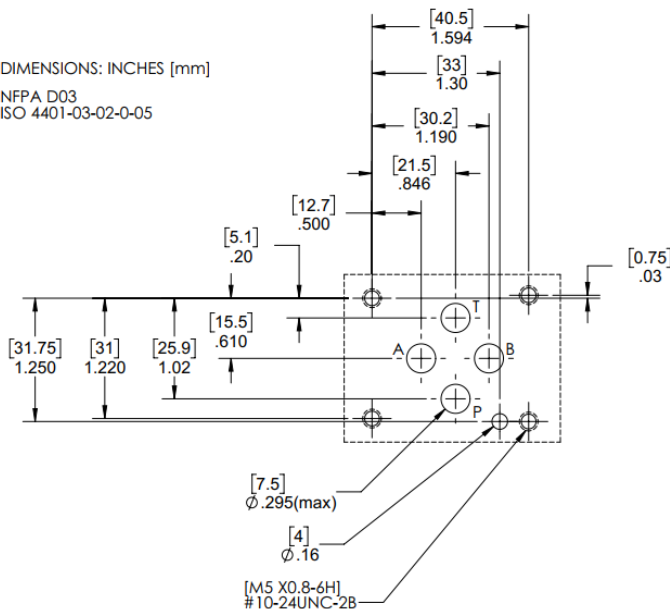 [40.5]
1.594
DIMENSIONS: INCHES [mm]
[33]
1.30
NFPA D03
ISO 4401-03-02-0-05
[30.2]
1.190
[21.5]
.846
[12.7]
.500
[5.1]
.20
[0.75]
.03
T
[15.5]
.610
A
B
[31.75]
1.250
[31]
1.220
[25.9]
1.02
P
[7.5]
Ø.295(max)
[4]
Ø.16
[M5 X0.8-6H]
#10-24UNC-2B